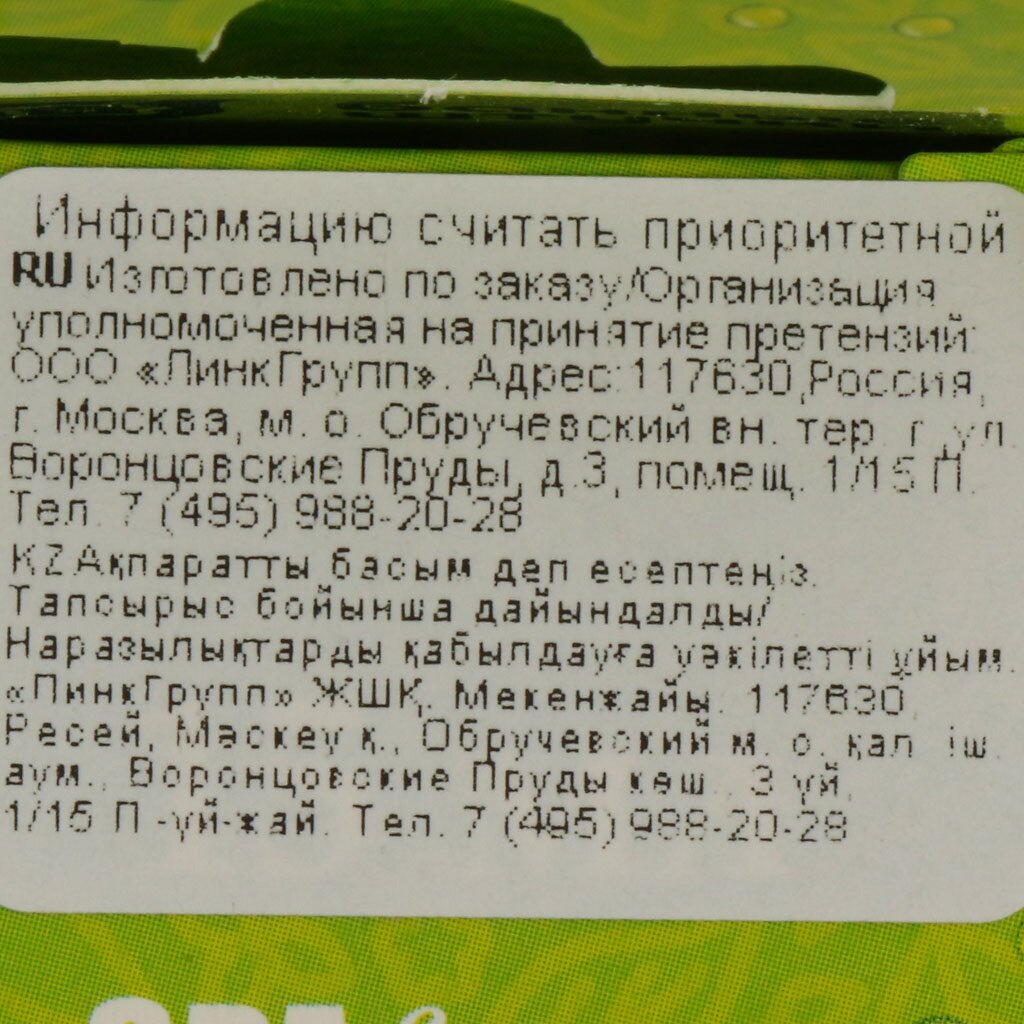 Информацию считать приоритетной
RU Изготовлено по заказу/Организация
уполномоченная на принятие претензий:
ООО «ЛинкГрупп». Адрес:117630,Россия,
г. Москва, м. о. Обручевский вн. тер. г.,ул.
Воронцовские Пруды, д.3, помещ. 1/15 П.
Тел. 7 (495) 988-20-28
KZ Ақпаратты басым деп есептеңіз.
Тапсырыс бойынша дайындалды/
Наразылықтарды қабылдауға уәкілетті ұйым.
«ЛинкГрупп» ЖШҚ. Мекенжайы: 117630,
Ресей, Мәскеу қ., Обручевский м. о. қал. іш.
аум., Воронцовские Пруды көш., 3 үй,
1/15 П -үй-жай. Тел. 7 (495) 988-20-28